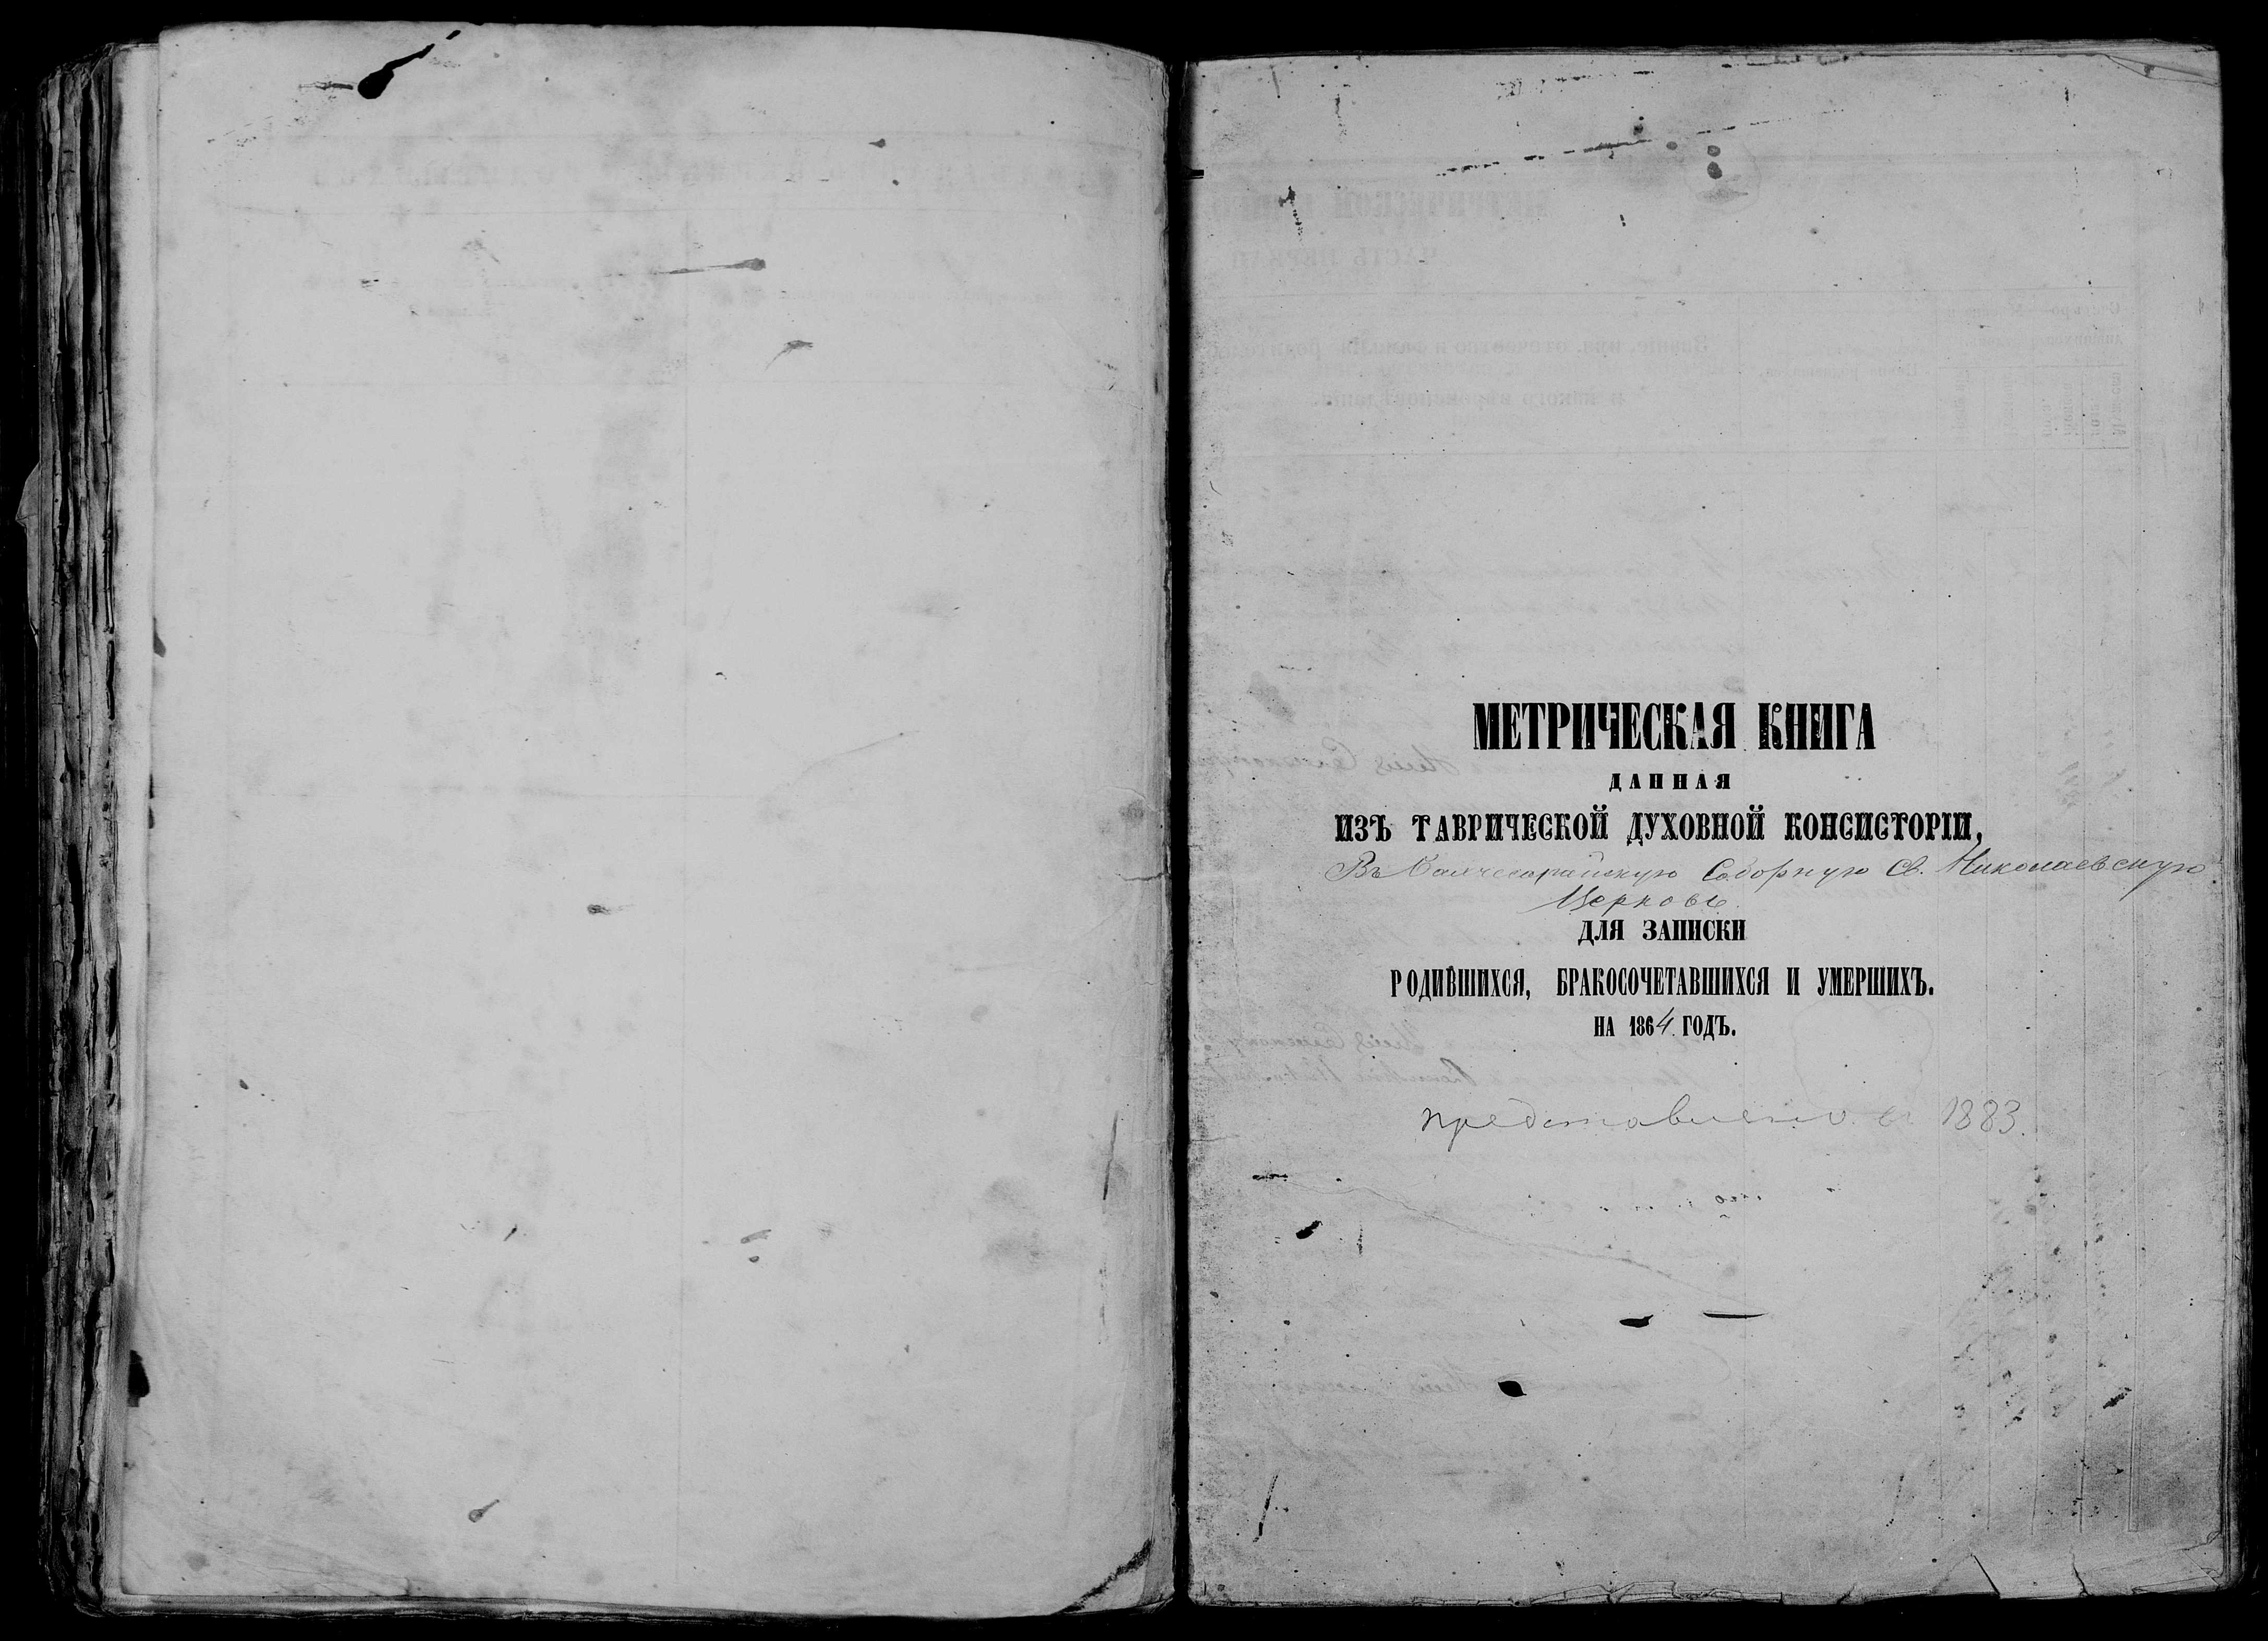 МЕТРИЧЕСКАЯ КНИГА
ДАННАЯ
ИЗЪ ТАВРИЧЕСКОЙ ДУХОВНОЙ КОНСИСТОРІИ,
Въ Бахчесарайскую Соборную Св. Николаевскую
Церковь
ДЛЯ ЗАПИСКИ
РОДИВШИХСЯ, БРАКОСОЧЕТАВШИХСЯ И УМЕРШИХЪ.
НА 1864 ГОДЪ.
представлено в 1883.